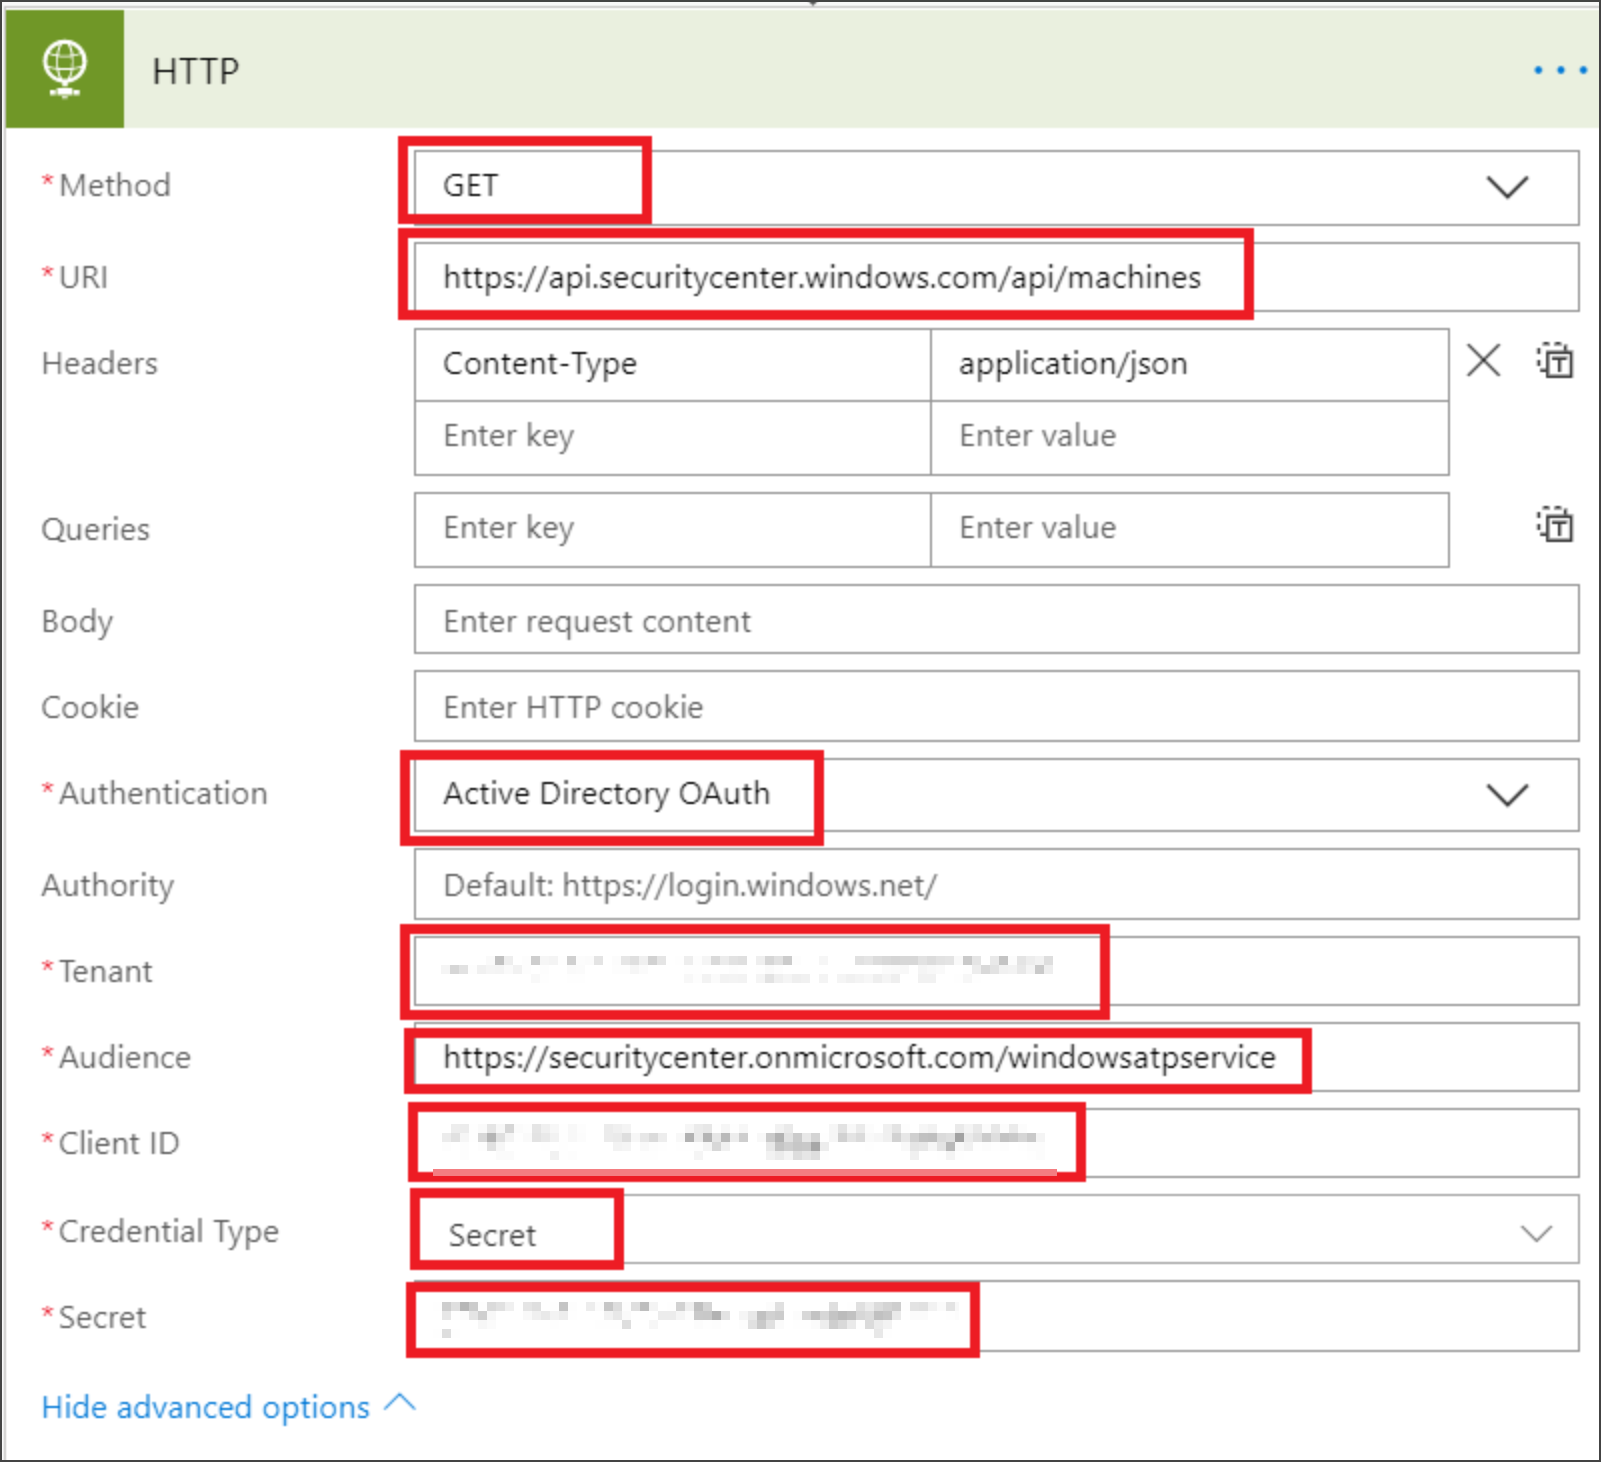 HTTP
* Method GET
* URI https://api.securitycenter.windows.com/api/machines
Headers Content-Type application/json
Enter key Enter value
Queries Enter key Enter value
Body Enter request content
Cookie Enter HTTP cookie
* Authentication Active Directory OAuth
Authority Default: https://login.windows.net/
* Tenant
* Audience https://securitycenter.onmicrosoft.com/windowsatpservice
* Client ID
* Credential Type Secret
* Secret
Hide advanced options